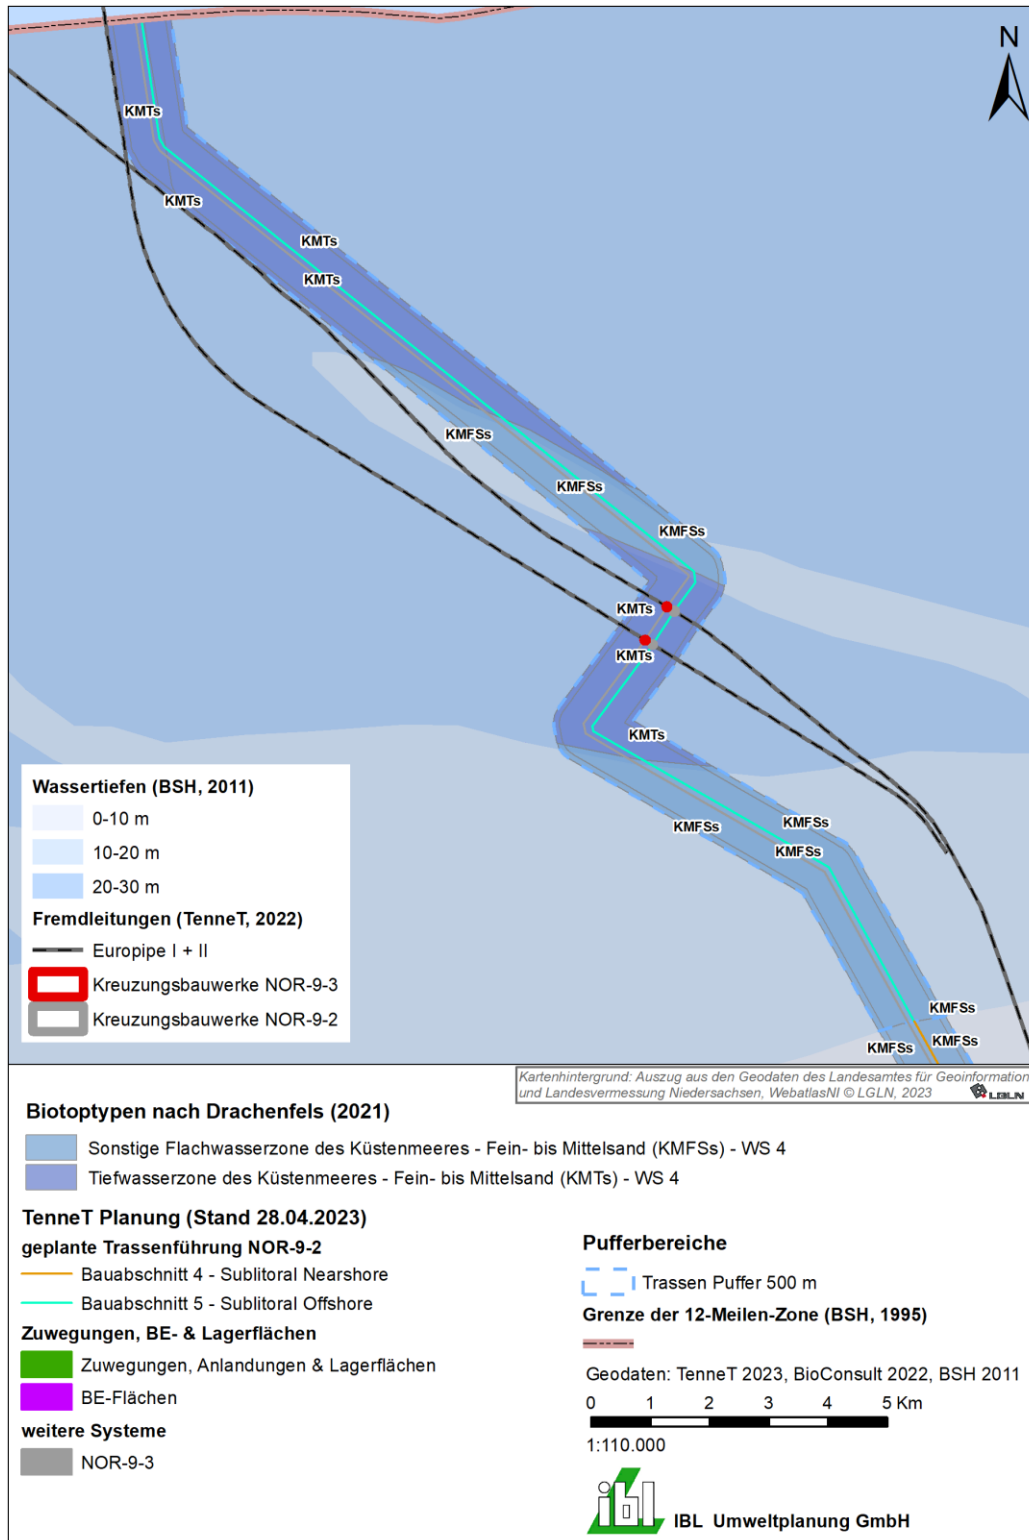 N
KMTs
KMTs
KMTs
KMTs
KMFSs
KMFSs
KMFSs
KMTs
KMTs
KMTs
KMFSs
KMFSs
KMFSs
KMFSs
KMFSs
KMFSs
Wassertiefen (BSH, 2011)
0-10 m
10-20 m
20-30 m
Fremdleitungen (TenneT, 2022)
Europipe I + II
Kreuzungsbauwerke NOR-9-3
Kreuzungsbauwerke NOR-9-2
Kartenhintergrund: Auszug aus den Geodaten des Landesamtes für Geoinformation
und Landesvermessung Niedersachsen, WebatlasNI © LGLN, 2023
LGLN
Biotoptypen nach Drachenfels (2021)
Sonstige Flachwasserzone des Küstenmeeres - Fein- bis Mittelsand (KMFSs) - WS 4
Tiefwasserzone des Küstenmeeres - Fein- bis Mittelsand (KMTs) - WS 4
TenneT Planung (Stand 28.04.2023)
geplante Trassenführung NOR-9-2
Bauabschnitt 4 - Sublitoral Nearshore
Bauabschnitt 5 - Sublitoral Offshore
Zuwegungen, BE- & Lagerflächen
Zuwegungen, Anlandungen & Lagerflächen
BE-Flächen
weitere Systeme
NOR-9-3
Pufferbereiche
Trassen Puffer 500 m
Grenze der 12-Meilen-Zone (BSH, 1995)
Geodaten: TenneT 2023, BioConsult 2022, BSH 2011
0 1 2 3 4 5 Km
1:110.000
ibl
IBL Umweltplanung GmbH